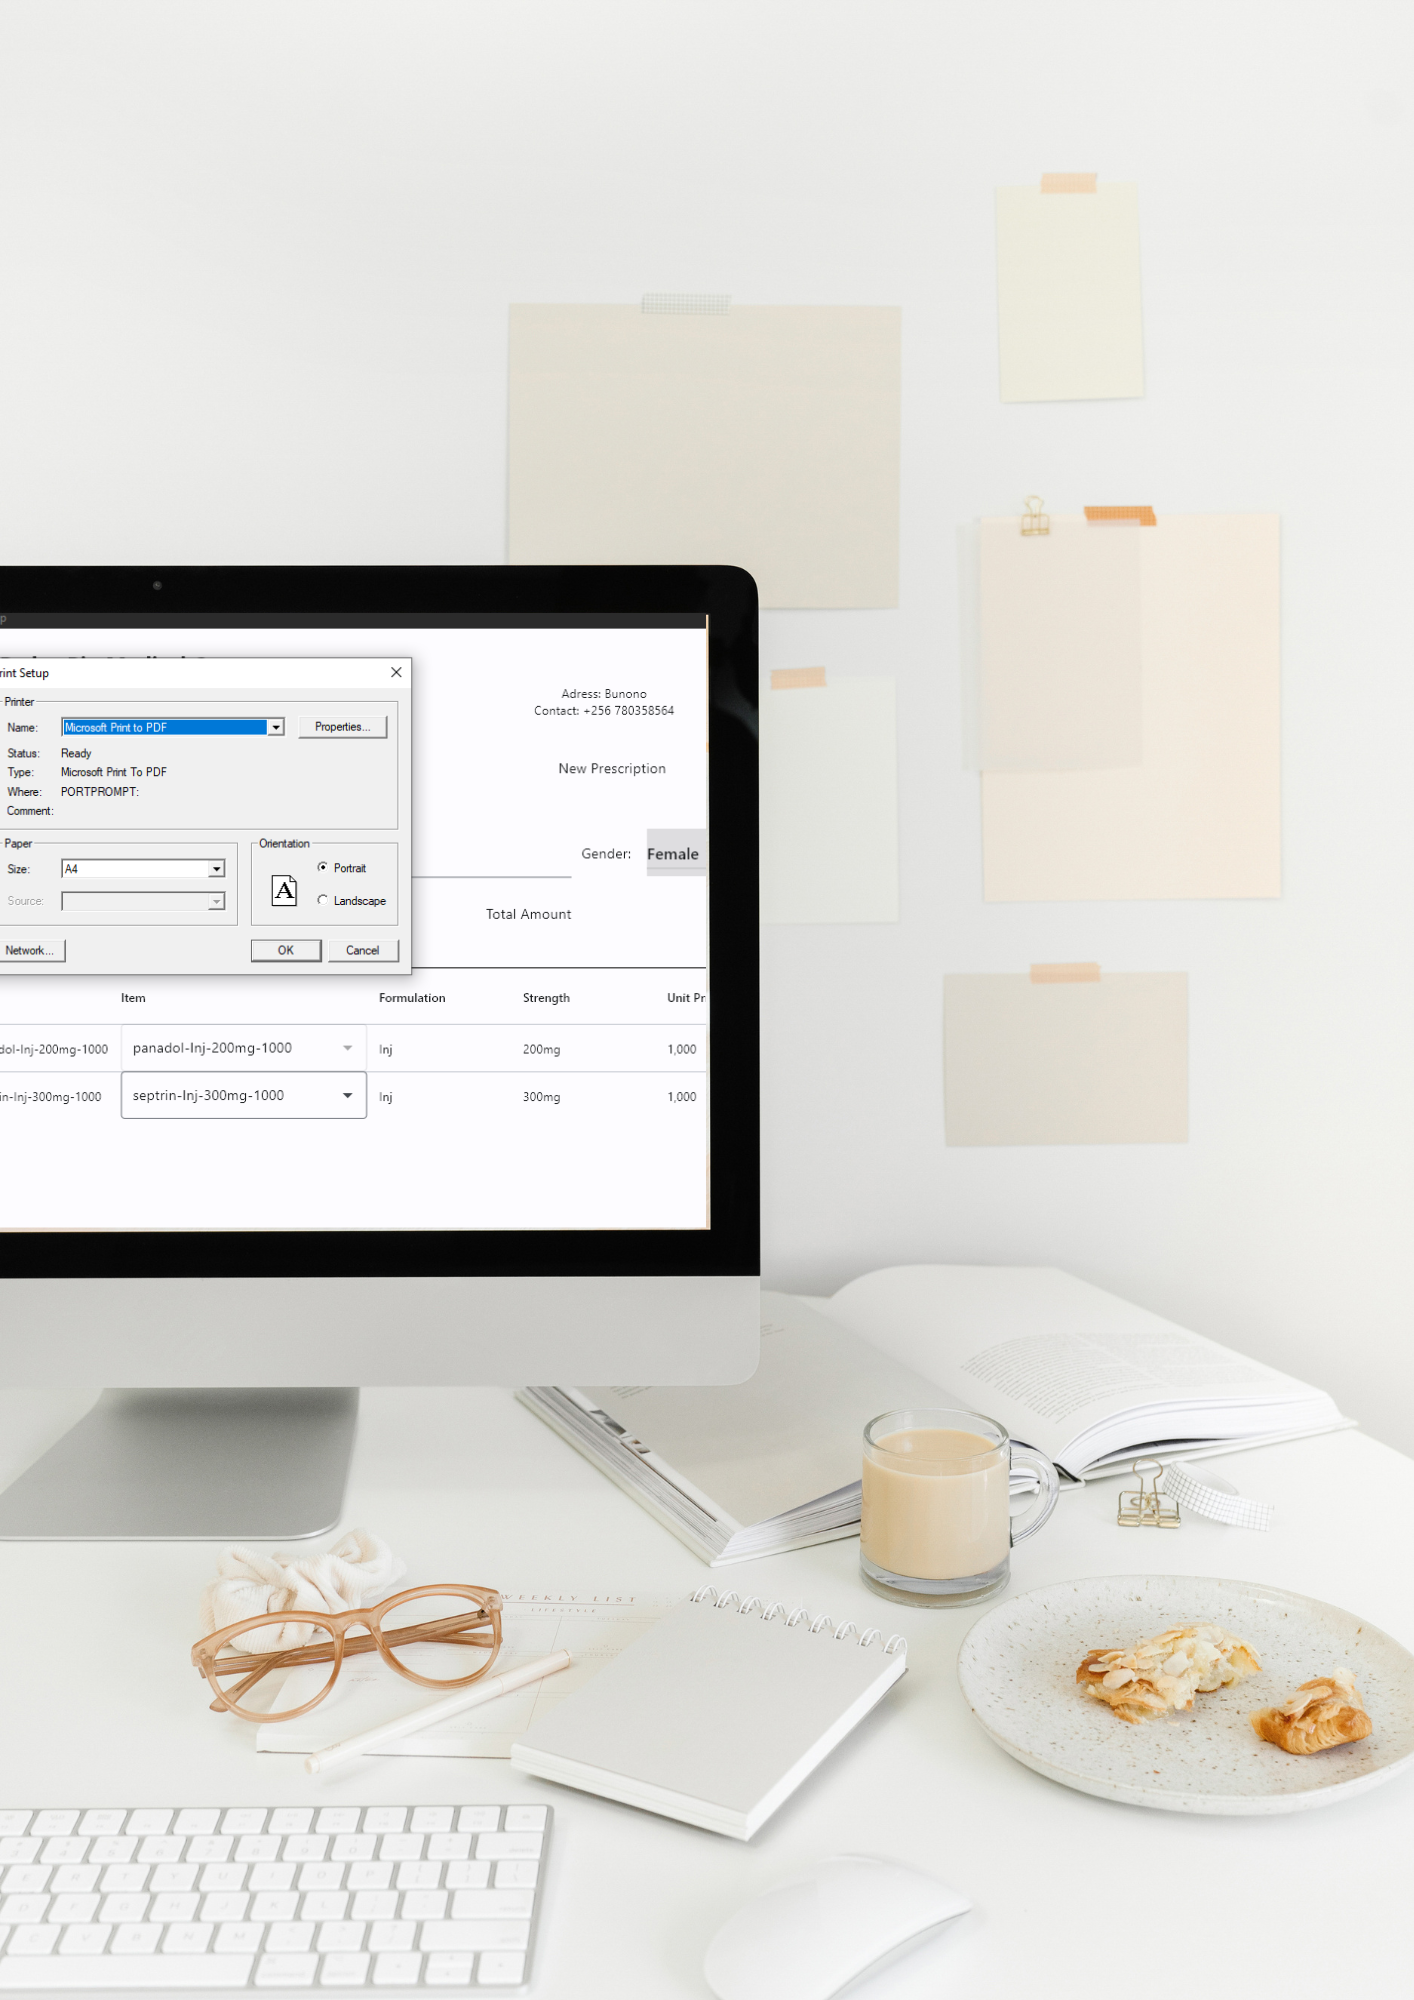 Print Setup
Printer
Name:
Microsoft Print to PDF
Properties...
Status:
Ready
Type:
Microsoft Print To PDF
Where:
PORTPROMPT:
Comment:
Paper
Size:
A4
Source:
Orientation
A
Portrait
Landscape
Network...
OK
Cancel
Adress: Bunono
Contact: +256 780358564
New Prescription
Gender:
Female
Total Amount
Item
Formulation
Strength
Unit Pr
dol-Inj-200mg-1000
panadol-Inj-200mg-1000
Inj
200mg
1,000
in-Inj-300mg-1000
septrin-Inj-300mg-1000
Inj
300mg
1,000
WEEKLY LIST
LIFESTYLE